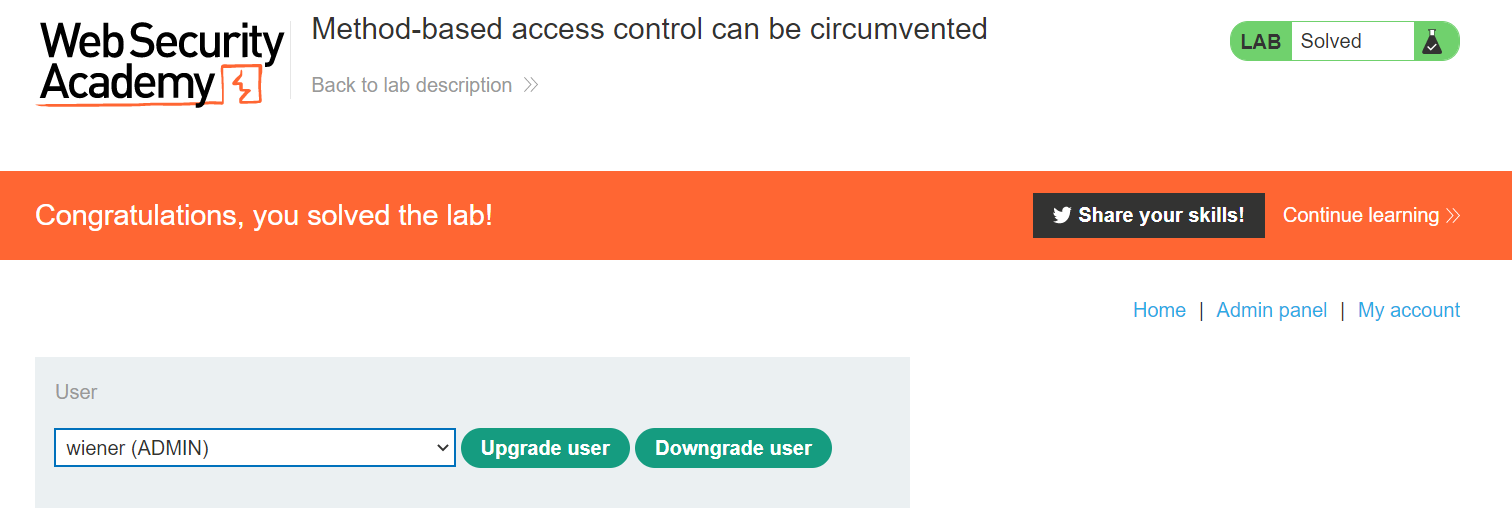 Web Security
Academy
Method-based access control can be circumvented
Back to lab description
LAB Solved
Congratulations, you solved the lab!
Share your skills!
Continue learning
Home | Admin panel | My account
User
wiener (ADMIN)
Upgrade user
Downgrade user